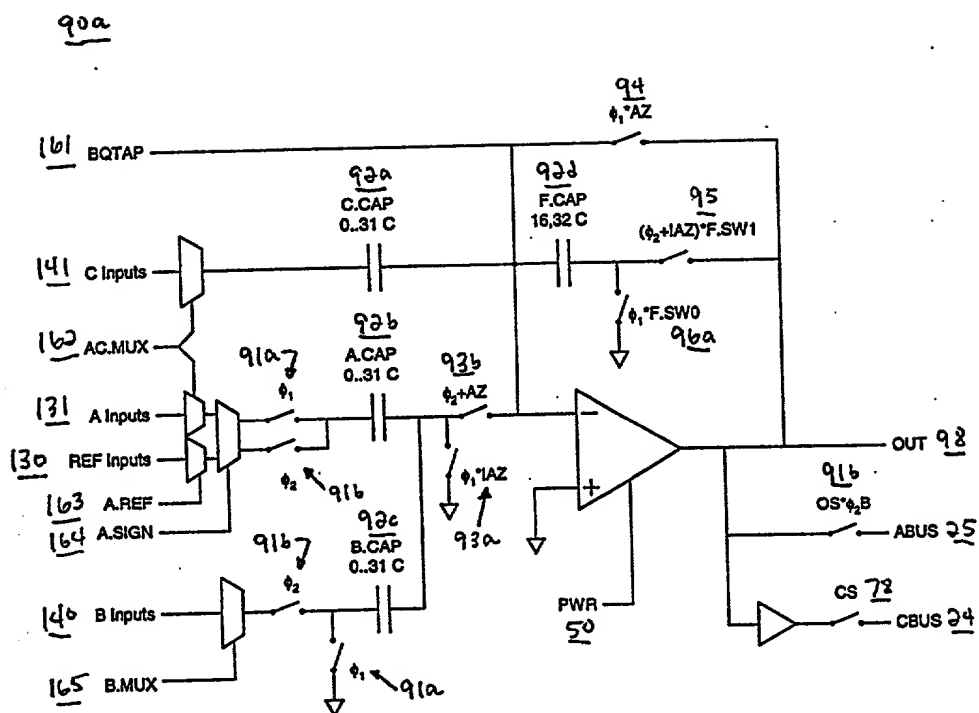 90a
94
φ₁*AZ
161 BQTAP
92a
C.CAP
0..31 C
92d
F.CAP
16,32 C
95
(φ₂+!AZ)*F.SW1
141 C Inputs
φ₁*F.SW0
96a
162 AC.MUX
91a
φ₁
92b
A.CAP
0..31 C
93b
φ₂+AZ
131 A Inputs
130 REF Inputs
φ₂
91b
φ₁*!AZ
93a
163 A.REF
164 A.SIGN
−
+
OUT 98
91b
OS*φ₂B
ABUS 25
91b
φ₂
92c
B.CAP
0..31 C
140 B Inputs
PWR
50
CS 78
CBUS 24
φ₁
91a
165 B.MUX